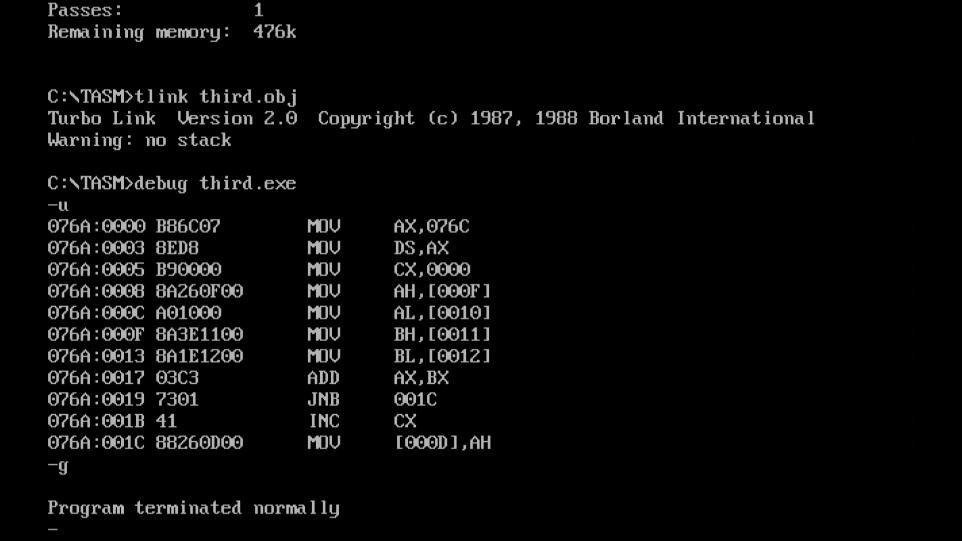 Passes:            1
Remaining memory:  476k
C:\TASM>tlink third.obj
Turbo Link  Version 2.0  Copyright (c) 1987, 1988 Borland International
Warning: no stack
C:\TASM>debug third.exe
-u
076A:0000 B86C07        MOV     AX,076C
076A:0003 8ED8          MOV     DS,AX
076A:0005 B90000        MOV     CX,0000
076A:0008 8A260F00      MOV     AH,[000F]
076A:000C A01000        MOV     AL,[0010]
076A:000F 8A3E1100      MOV     BH,[0011]
076A:0013 8A1E1200      MOV     BL,[0012]
076A:0017 03C3          ADD     AX,BX
076A:0019 7301          JNB     001C
076A:001B 41            INC     CX
076A:001C 88260D00      MOV     [000D],AH
-g
Program terminated normally
-